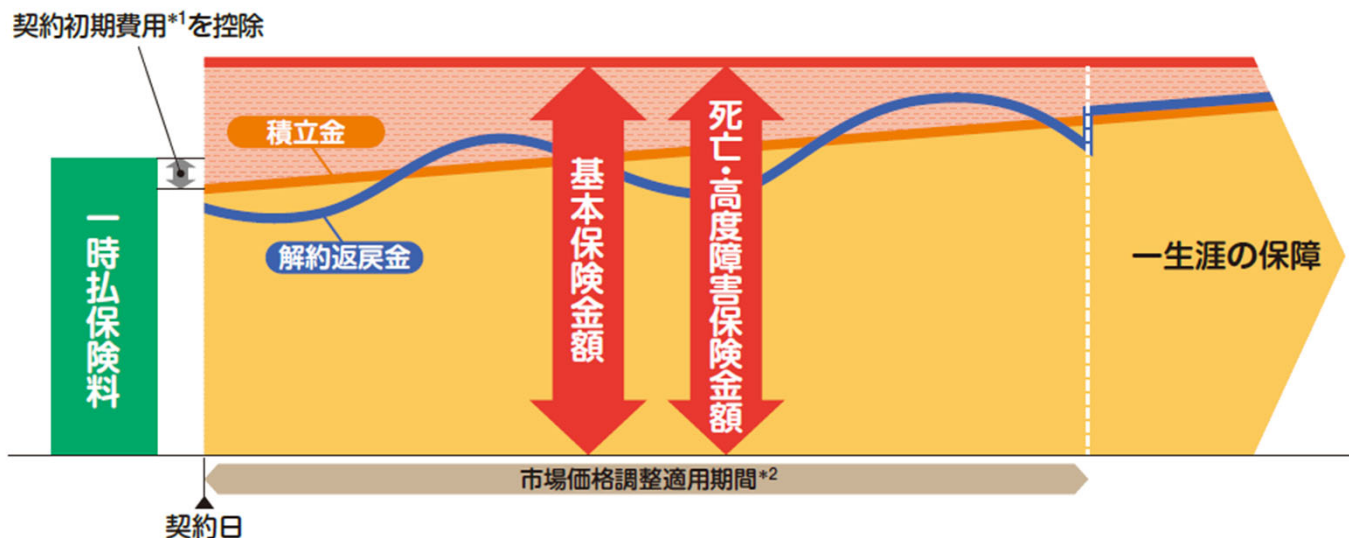 契約初期費用*1を控除
積立金
解約返戻金
一時払保険料
基本保険金額
死亡・高度障害保険金額
一生涯の保障
市場価格調整適用期間*2
契約日